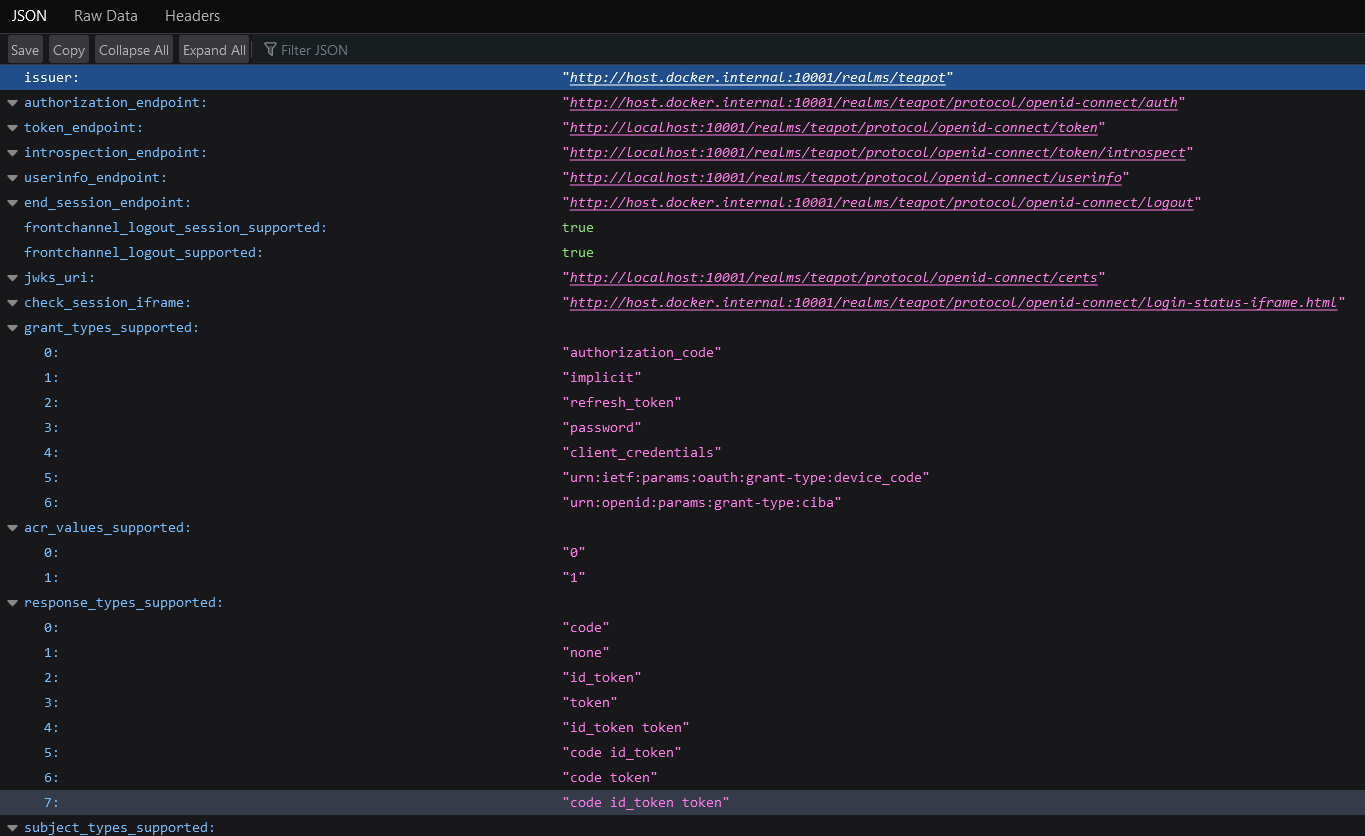 JSON Raw Data Headers
Save Copy Collapse All Expand All Filter JSON
issuer: "http://host.docker.internal:10001/realms/teapot"
authorization_endpoint: "http://host.docker.internal:10001/realms/teapot/protocol/openid-connect/auth"
token_endpoint: "http://localhost:10001/realms/teapot/protocol/openid-connect/token"
introspection_endpoint: "http://localhost:10001/realms/teapot/protocol/openid-connect/token/introspect"
userinfo_endpoint: "http://localhost:10001/realms/teapot/protocol/openid-connect/userinfo"
end_session_endpoint: "http://host.docker.internal:10001/realms/teapot/protocol/openid-connect/logout"
frontchannel_logout_session_supported: true
frontchannel_logout_supported: true
jwks_uri: "http://localhost:10001/realms/teapot/protocol/openid-connect/certs"
check_session_iframe: "http://host.docker.internal:10001/realms/teapot/protocol/openid-connect/login-status-iframe.html"
grant_types_supported:
0: "authorization_code"
1: "implicit"
2: "refresh_token"
3: "password"
4: "client_credentials"
5: "urn:ietf:params:oauth:grant-type:device_code"
6: "urn:openid:params:grant-type:ciba"
acr_values_supported:
0: "0"
1: "1"
response_types_supported:
0: "code"
1: "none"
2: "id_token"
3: "token"
4: "id_token token"
5: "code id_token"
6: "code token"
7: "code id_token token"
subject_types_supported: